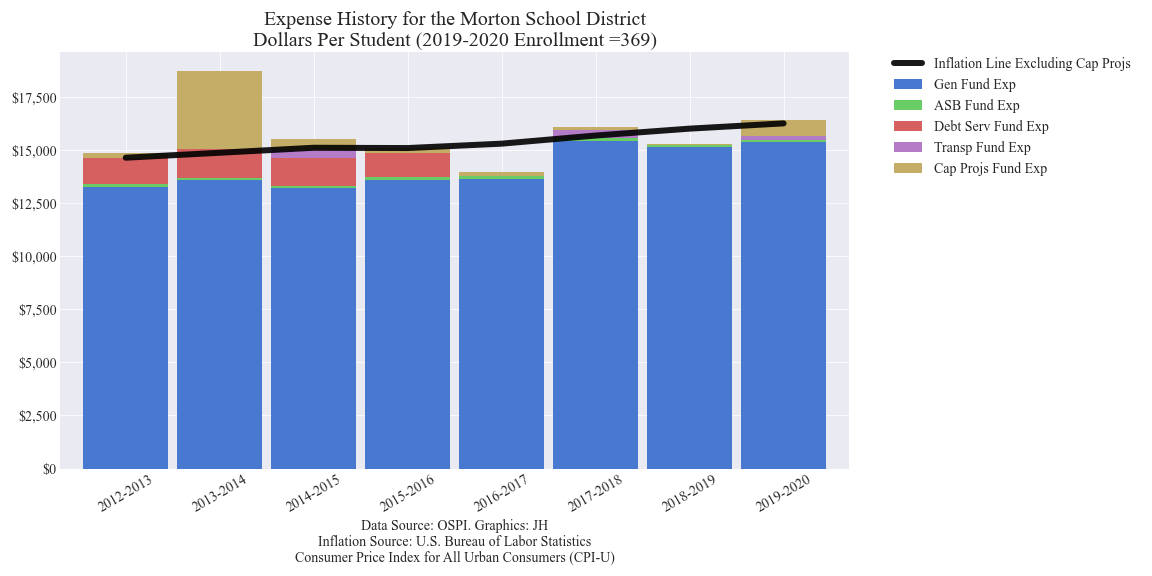 Expense History for the Morton School District
Dollars Per Student (2019-2020 Enrollment =369)
Inflation Line Excluding Cap Projs
Gen Fund Exp
ASB Fund Exp
Debt Serv Fund Exp
Transp Fund Exp
Cap Projs Fund Exp
$17,500
$15,000
$12,500
$10,000
$7,500
$5,000
$2,500
$0
2012-2013
2013-2014
2014-2015
2015-2016
2016-2017
2017-2018
2018-2019
2019-2020
Data Source: OSPI. Graphics: JH
Inflation Source: U.S. Bureau of Labor Statistics
Consumer Price Index for All Urban Consumers (CPI-U)